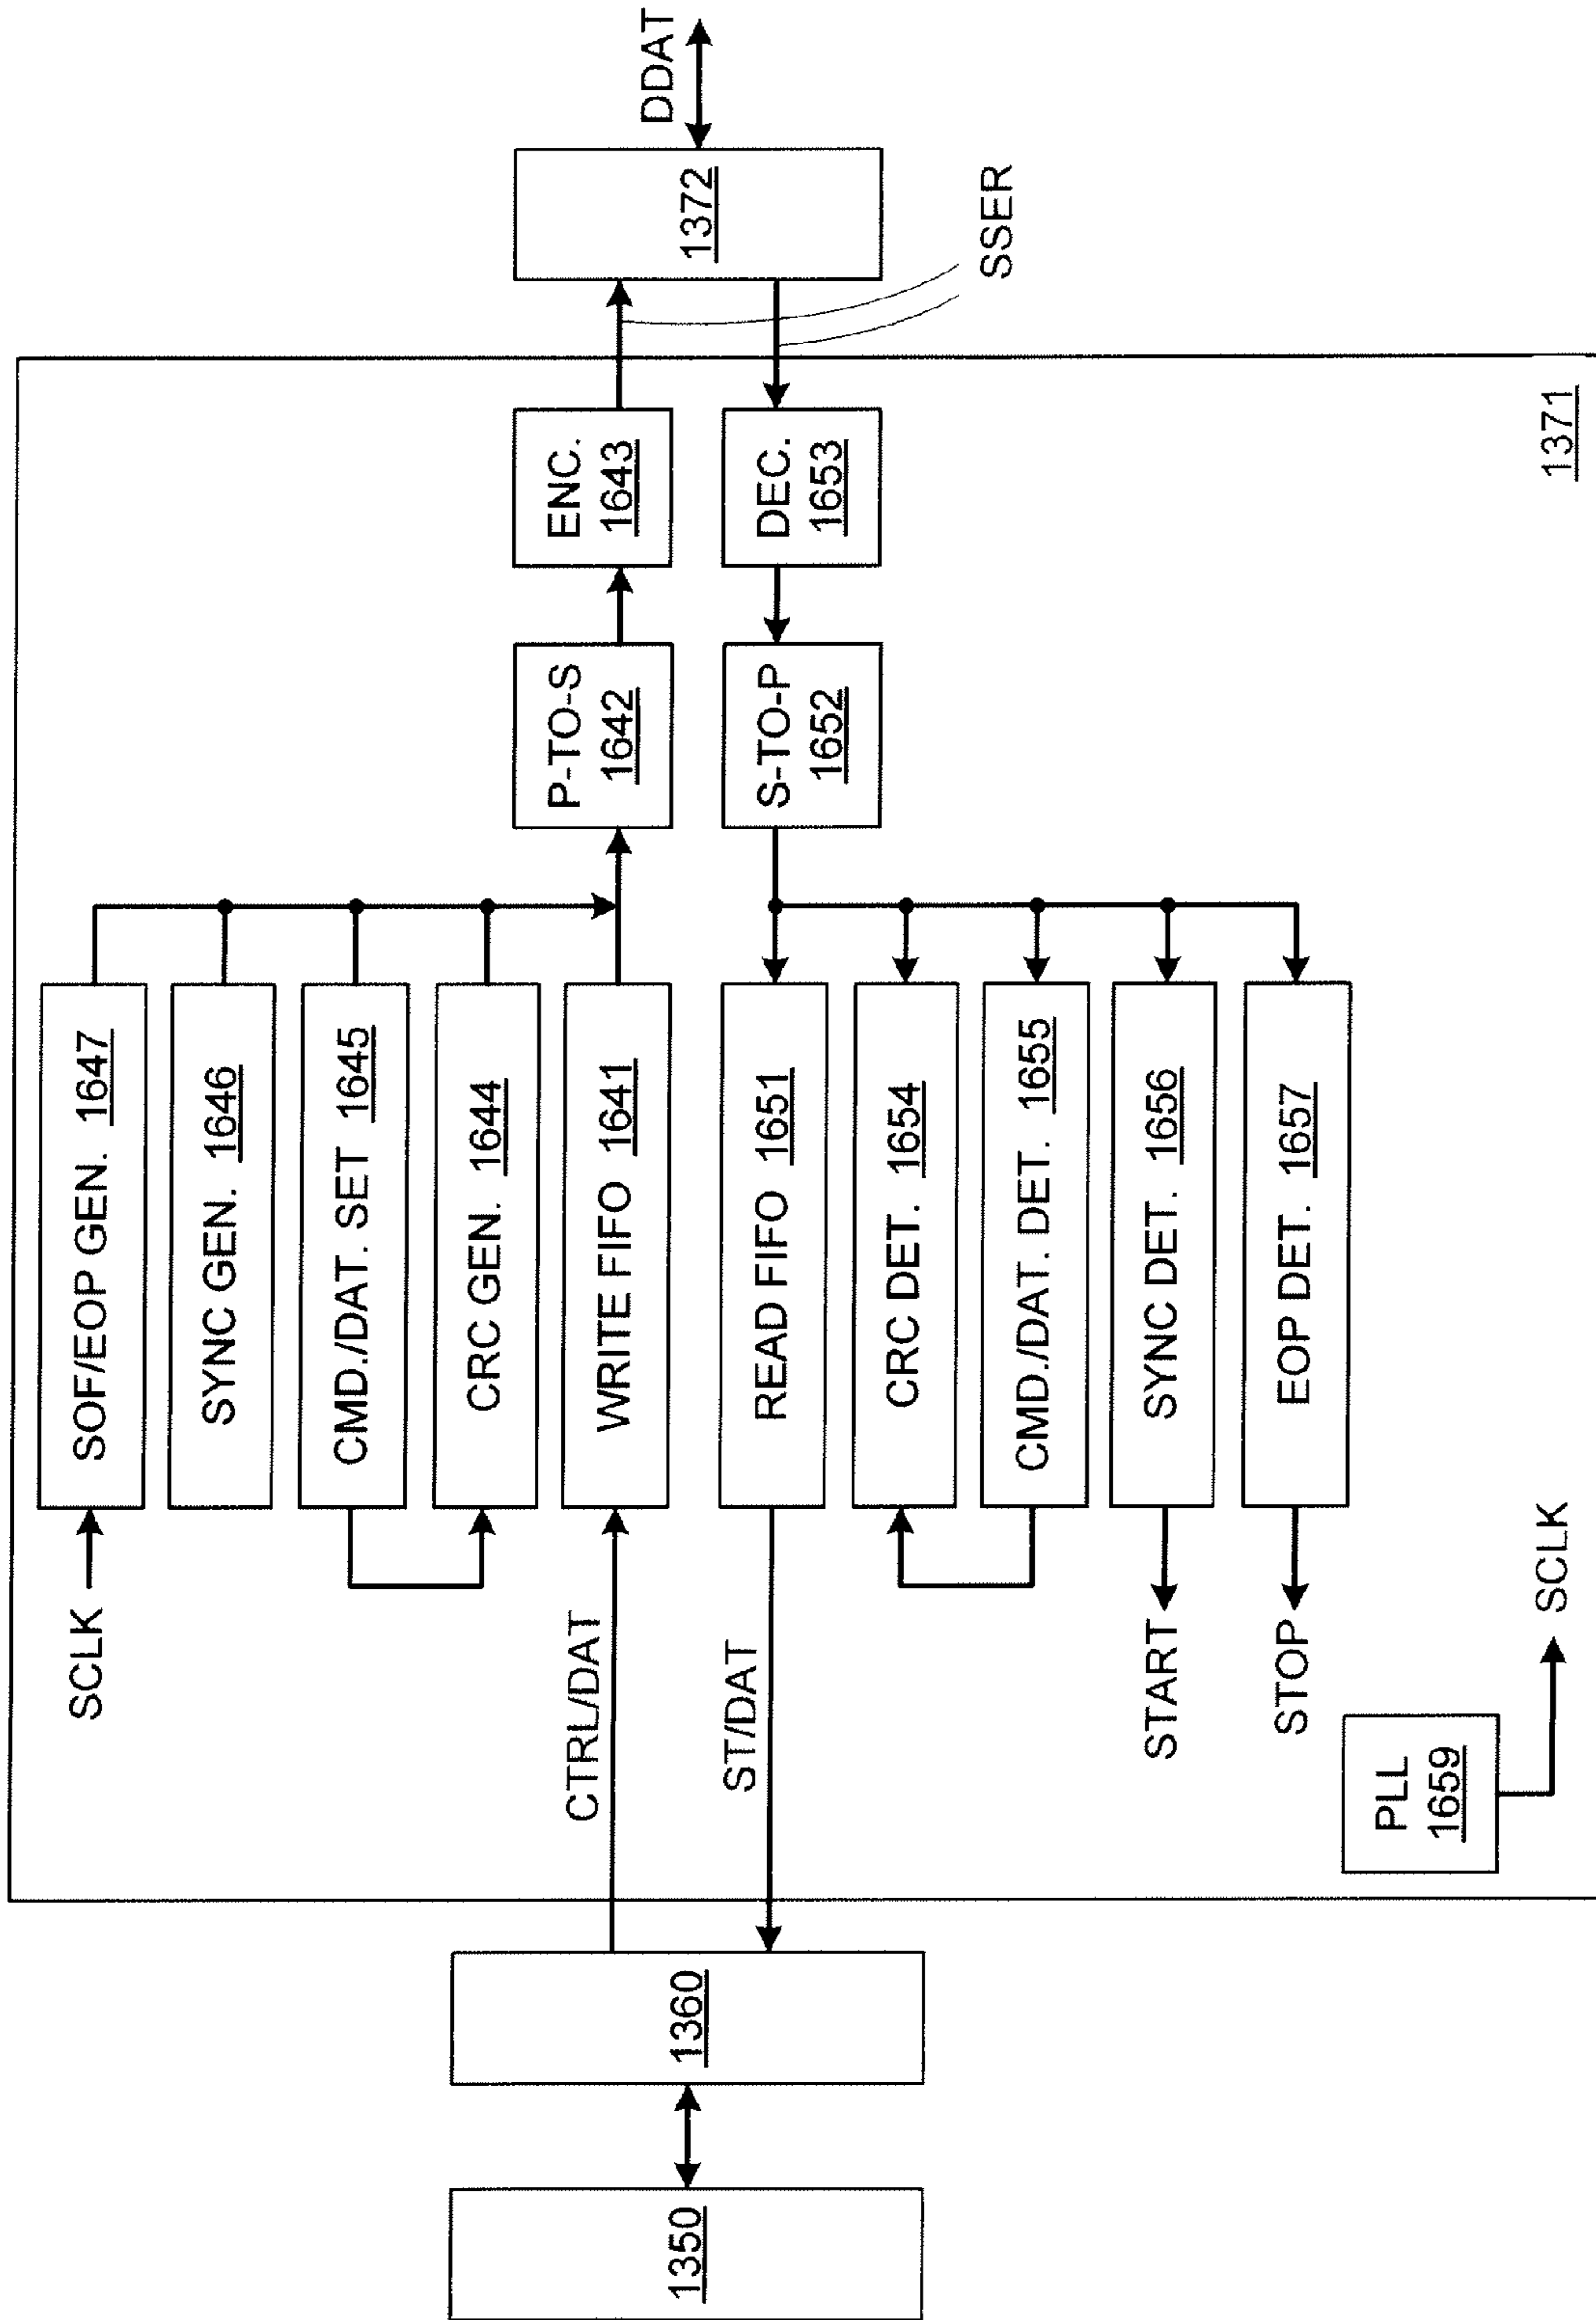 1350
1360
CTRL/DAT
ST/DAT
SCLK
SOF/EOP GEN. 1647
SYNC GEN. 1646
CMD./DAT. SET 1645
CRC GEN. 1644
WRITE FIFO 1641
READ FIFO 1651
CRC DET. 1654
CMD./DAT. DET. 1655
SYNC DET. 1656
EOP DET. 1657
START
STOP
PLL
1659
SCLK
P-TO-S
1642
S-TO-P
1652
ENC.
1643
DEC.
1653
1371
1372
SSER
DDAT